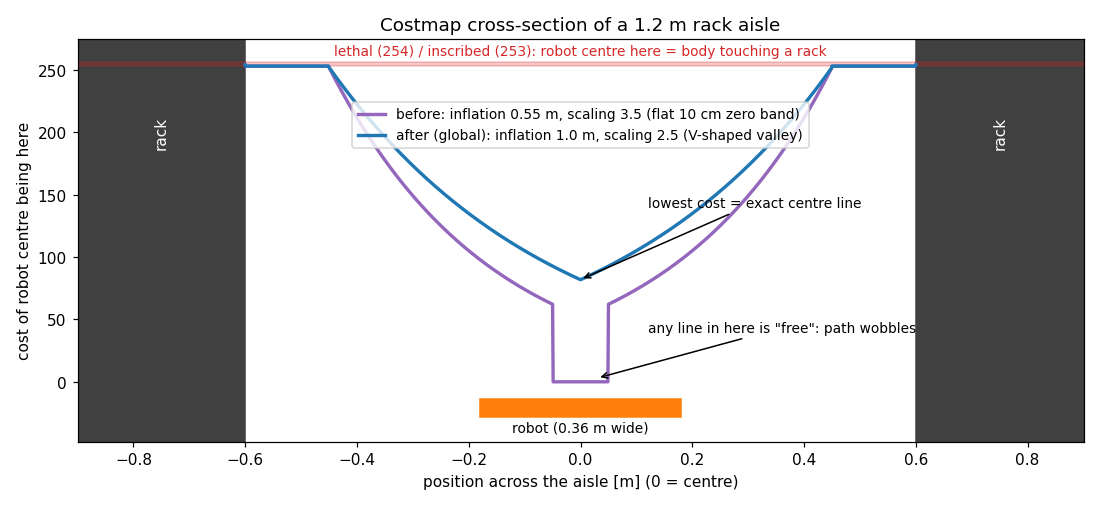 Costmap cross-section of a 1.2 m rack aisle
lethal (254) / inscribed (253): robot centre here = body touching a rack
before: inflation 0.55 m, scaling 3.5 (flat 10 cm zero band)
after (global): inflation 1.0 m, scaling 2.5 (V-shaped valley)
rack
rack
lowest cost = exact centre line
any line in here is "free": path wobbles
robot (0.36 m wide)
cost of robot centre being here
250
200
150
100
50
0
−0.8 −0.6 −0.4 −0.2 0.0 0.2 0.4 0.6 0.8
position across the aisle [m] (0 = centre)